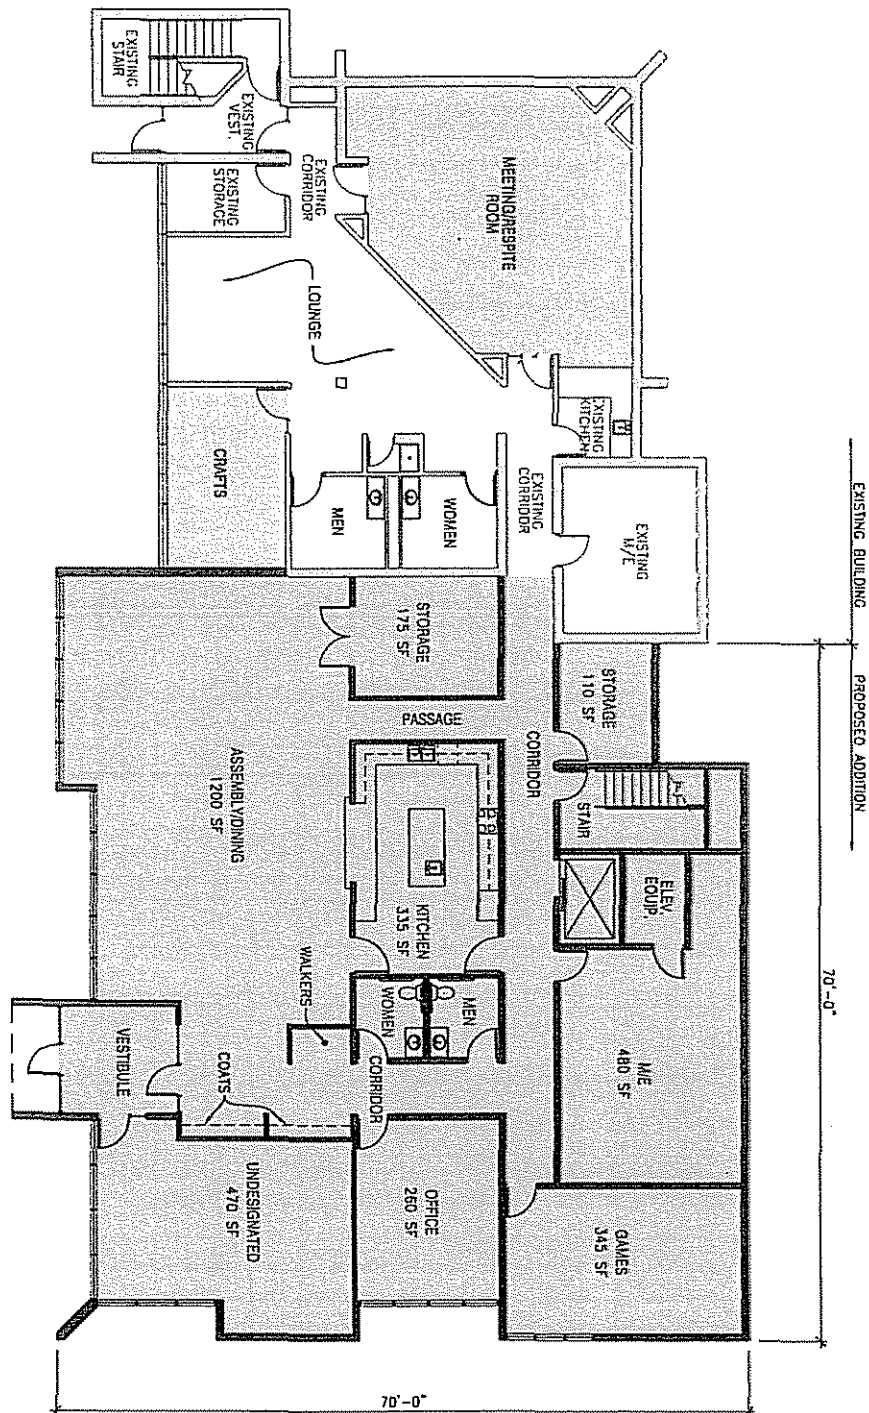 EXISTING
STAIR
EXISTING
VEST.
EXISTING
STORAGE
EXISTING
CORRIDOR
MEETING/RESPITE
ROOM
LOUNGE
EXISTING
KITCHEN
CRAFTS
MEN
WOMEN
EXISTING
CORRIDOR
EXISTING
M/E
EXISTING BUILDING
PROPOSED ADDITION
STORAGE
175 SF
STORAGE
110 SF
PASSAGE
CORRIDOR
STAIR
ASSEMBLY/DINING
1200 SF
KITCHEN
335 SF
ELEV.
EQUIP.
WALKERS
WOMEN
MEN
M/E
480 SF
70'-0"
VESTIBULE
COATS
CORRIDOR
UNDESIGNATED
470 SF
OFFICE
260 SF
GAMES
345 SF
70'-0"